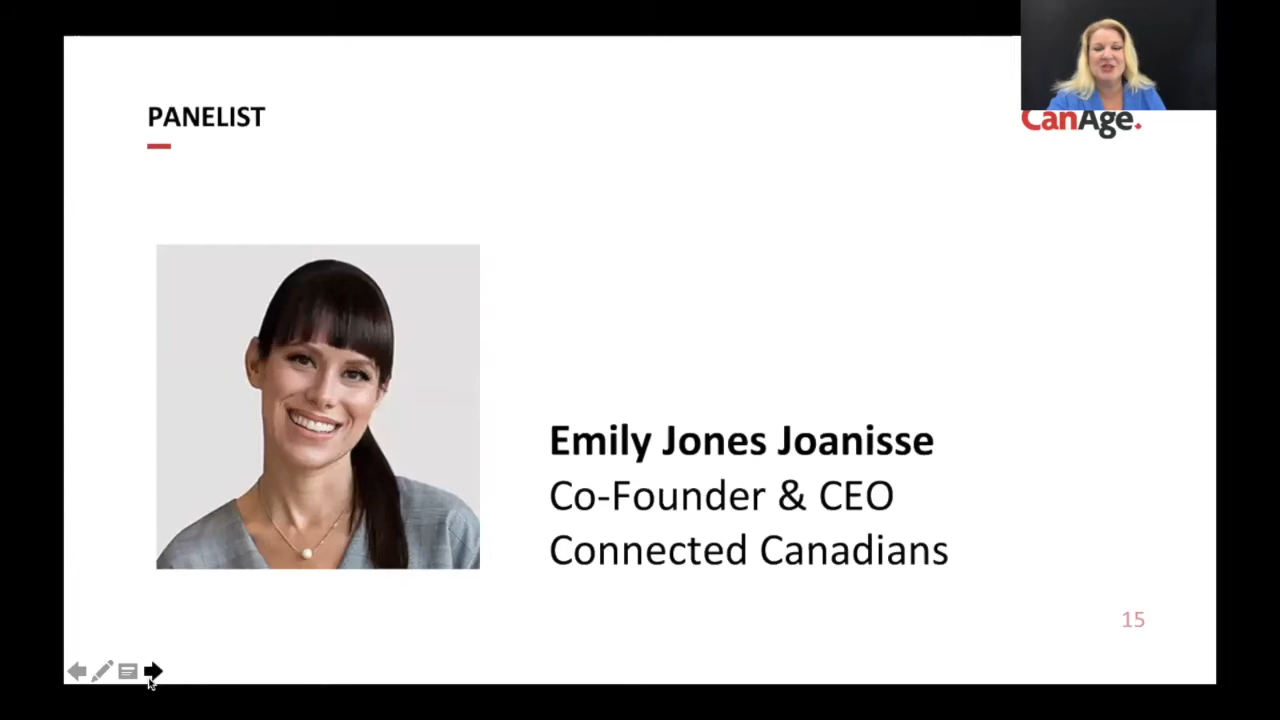 PANELIST
CanAge.
Emily Jones Joanisse
Co-Founder & CEO
Connected Canadians
15